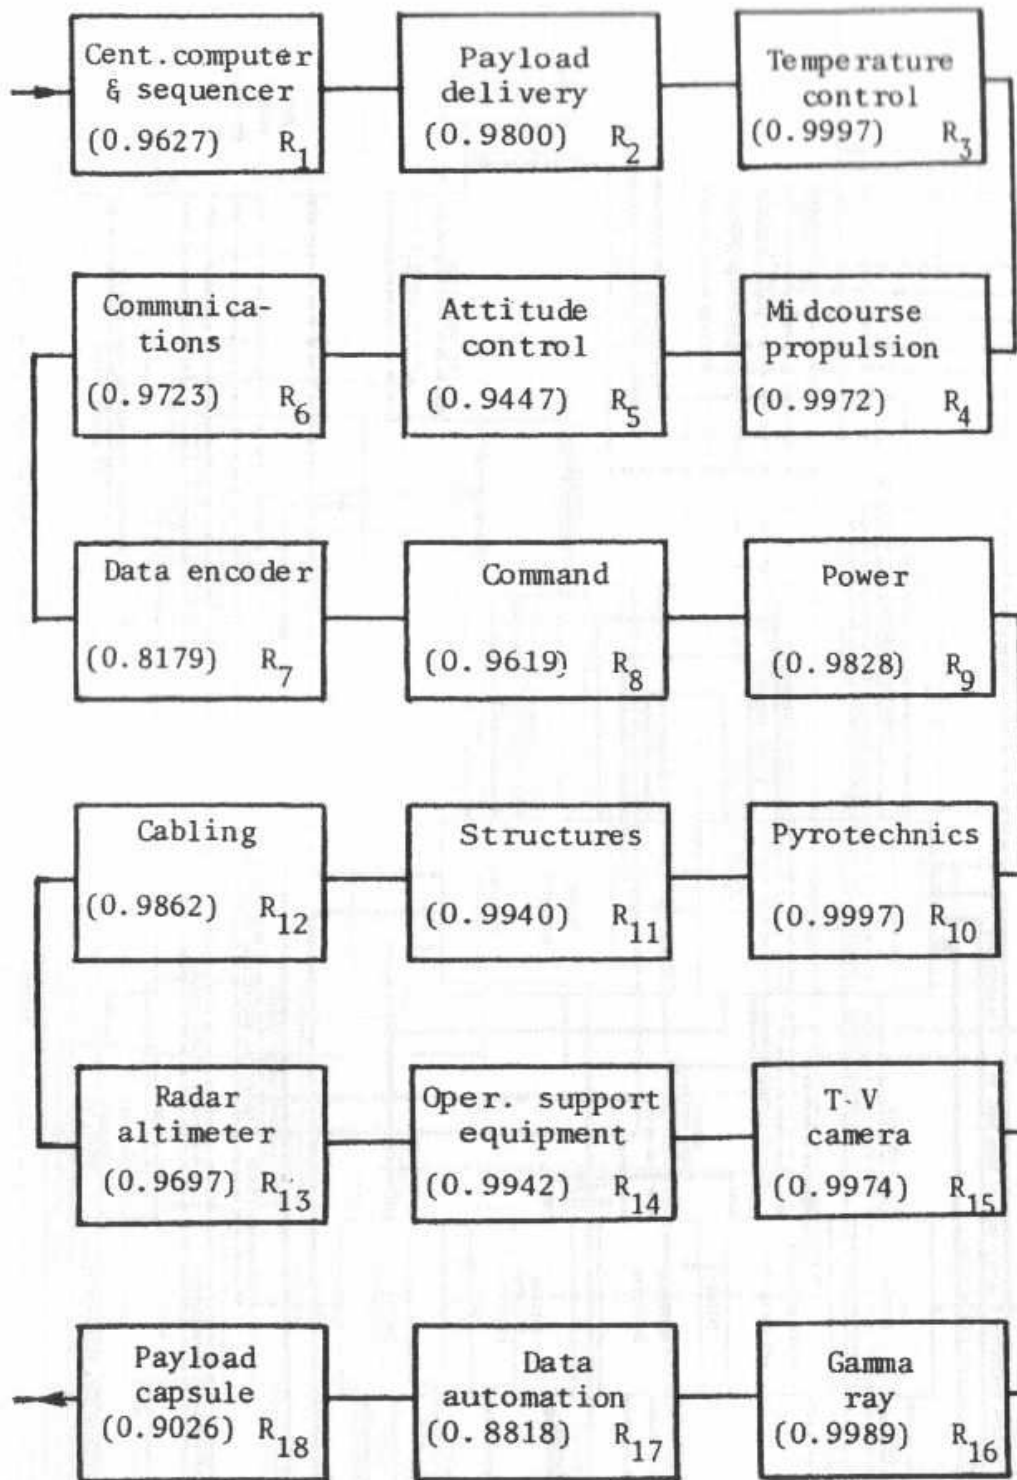 Cent.computer
& sequencer
(0.9627) R1
Payload
delivery
(0.9800) R2
Temperature
control
(0.9997) R3
Communica-
tions
(0.9723) R6
Attitude
control
(0.9447) R5
Midcourse
propulsion
(0.9972) R4
Data encoder
(0.8179) R7
Command
(0.9619) R8
Power
(0.9828) R9
Cabling
(0.9862) R12
Structures
(0.9940) R11
Pyrotechnics
(0.9997) R10
Radar
altimeter
(0.9697) R13
Oper. support
equipment
(0.9942) R14
T.V
camera
(0.9974) R15
Payload
capsule
(0.9026) R18
Data
automation
(0.8818) R17
Gamma
ray
(0.9989) R16